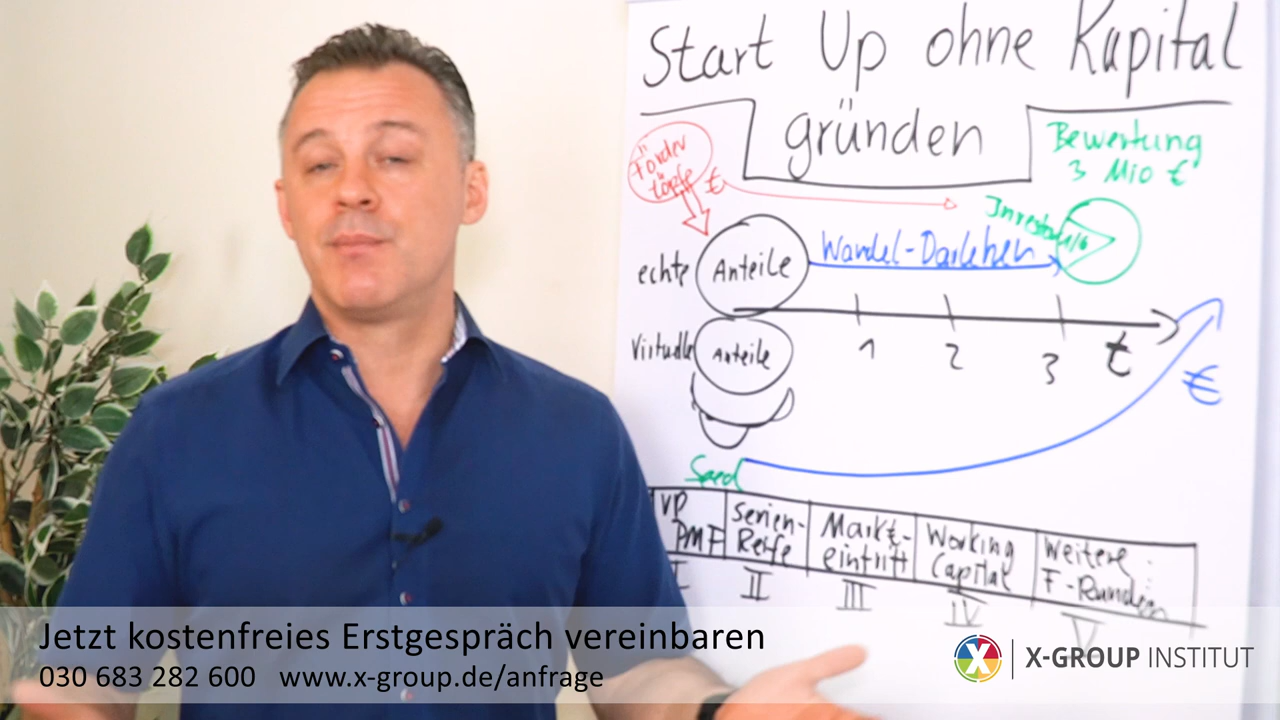 Start Up ohne Kapital
gründen
Förder
töpfe €
Bewertung
3 Mio €
Investor 1/6
echte Anteile
Wandel-Darlehen
Virtuelle Anteile
1 2 3 t
€
Seed
VP
PMF
Serien-
Reife
Markt-
eintritt
Working
Capital
Weitere
F-Runden
I II III IV V
Jetzt kostenfreies Erstgespräch vereinbaren
030 683 282 600 www.x-group.de/anfrage
X-GROUP INSTITUT